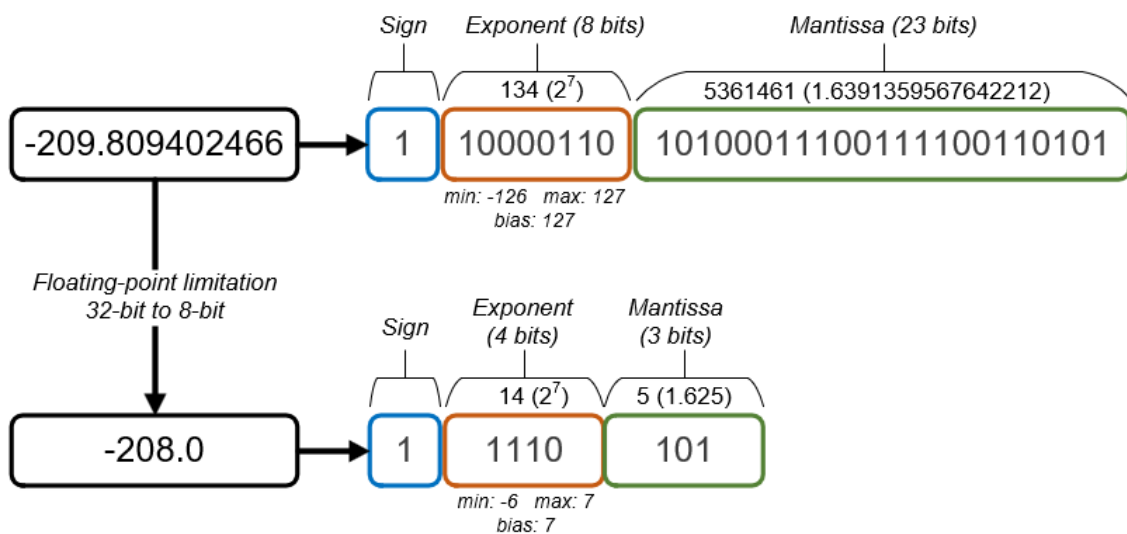 Sign Exponent (8 bits) Mantissa (23 bits)
134 (2⁷) 5361461 (1.6391359567642212)
-209.809402466 1 10000110 10100011100111100110101
min: -126 max: 127
bias: 127
Floating-point limitation
32-bit to 8-bit
Sign Exponent (4 bits) Mantissa (3 bits)
14 (2⁷) 5 (1.625)
-208.0 1 1110 101
min: -6 max: 7
bias: 7